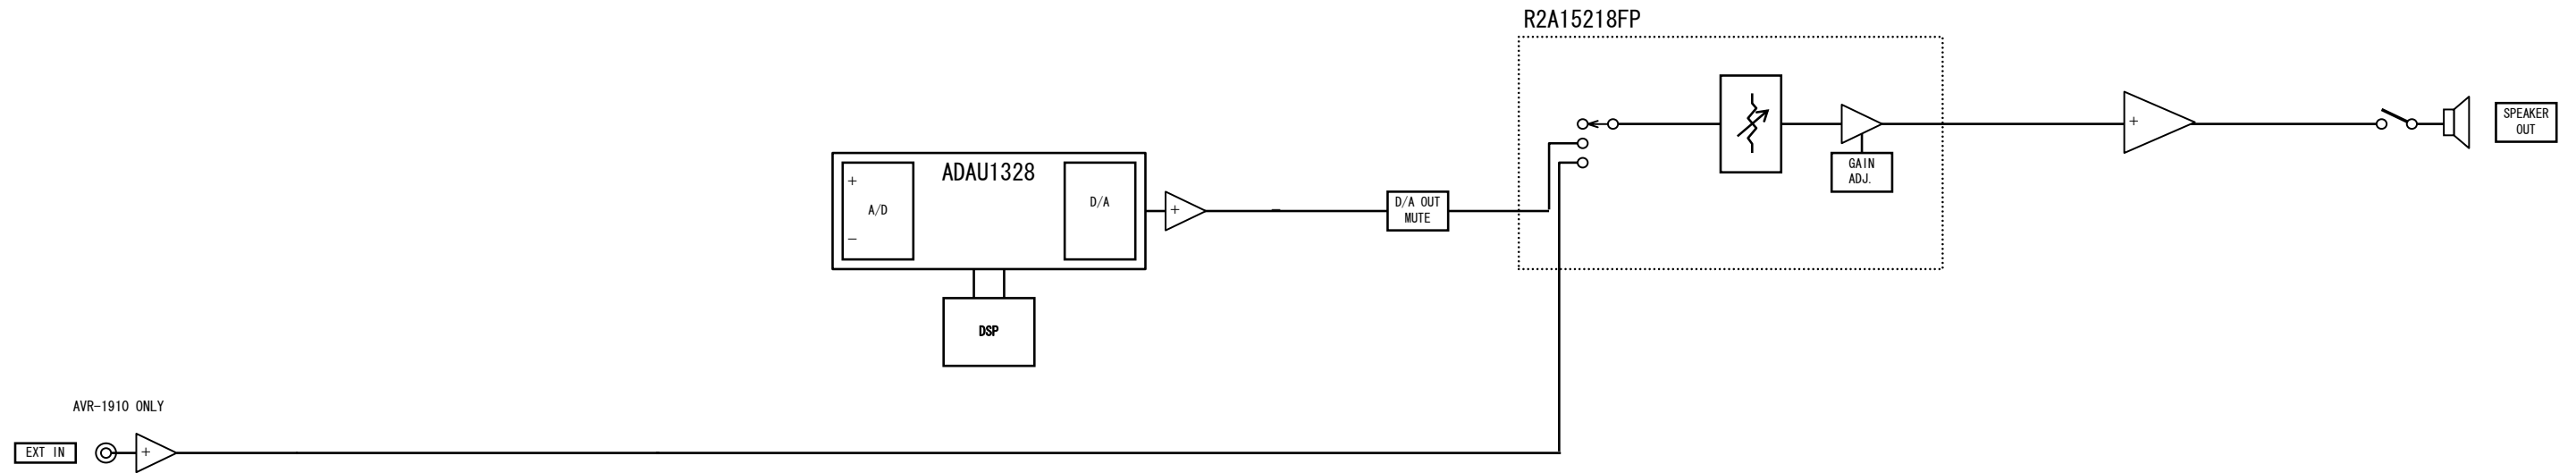 R2A15218FP
SPEAKER
OUT
+
GAIN
ADJ.
ADAU1328
+
A/D
−
D/A
+
D/A OUT
MUTE
DSP
AVR-1910 ONLY
EXT IN
+